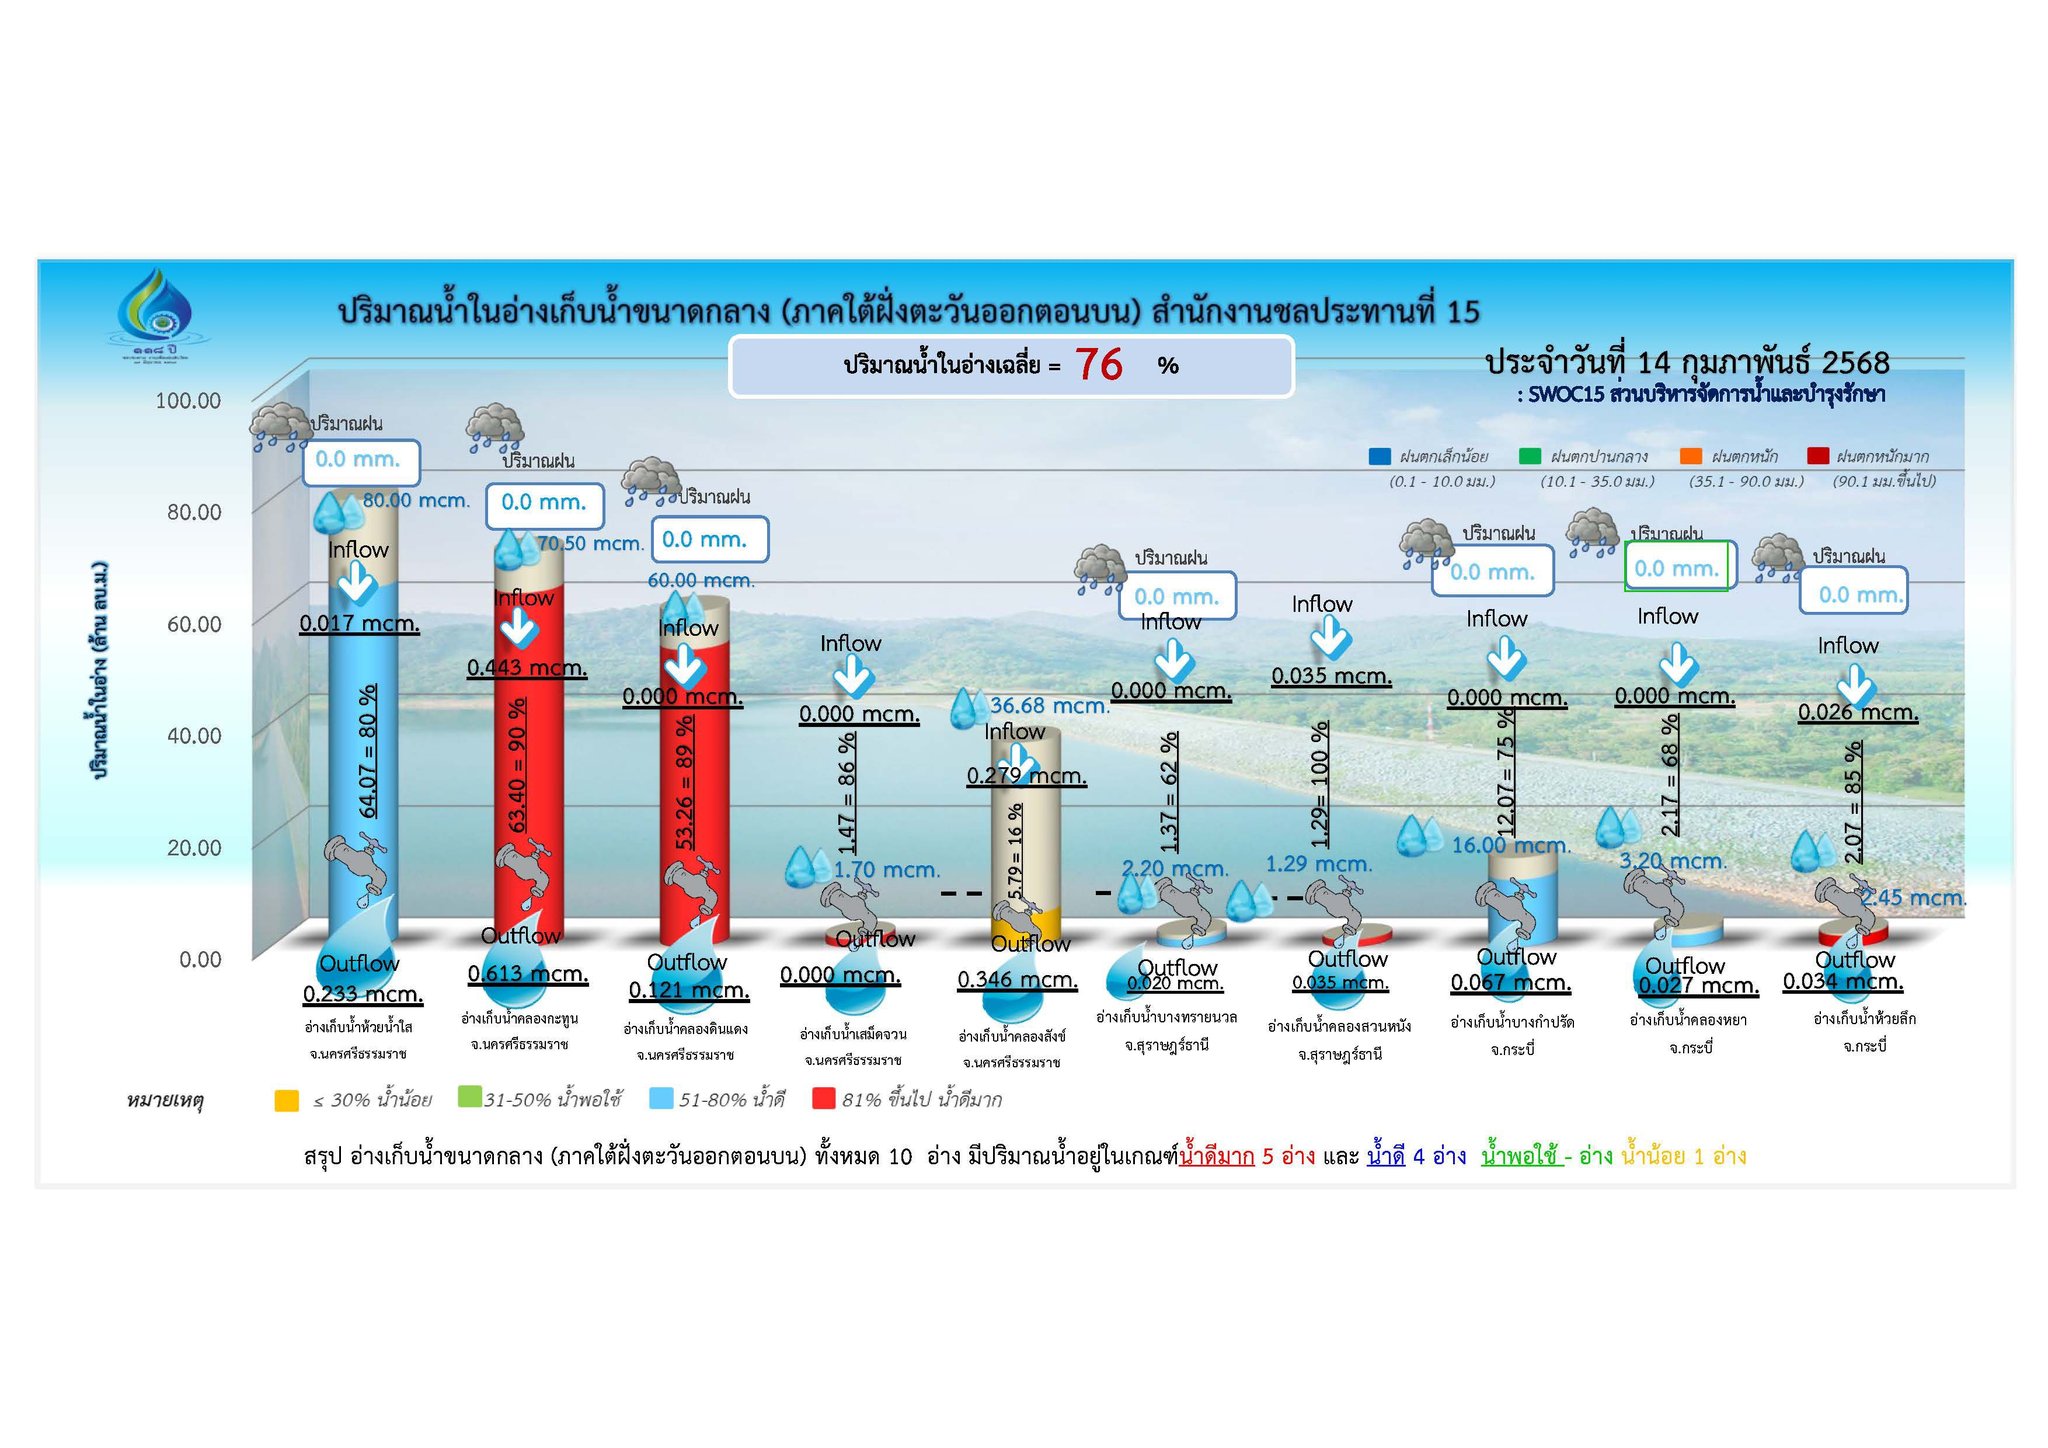 ปริมาณน้ำในอ่างเก็บน้ำขนาดกลาง (ภาคใต้ฝั่งตะวันออกตอนบน) สำนักงานชลประทานที่ 15
ปริมาณน้ำในอ่างเฉลี่ย = 76 %
ประจำวันที่ 14 กุมภาพันธ์ 2568
: SWOC15 ส่วนบริหารจัดการน้ำและบำรุงรักษา
๑๑๘ ปี
ฝนตกเล็กน้อย
(0.1 - 10.0 มม.)
ฝนตกปานกลาง
(10.1 - 35.0 มม.)
ฝนตกหนัก
(35.1 - 90.0 มม.)
ฝนตกหนักมาก
(90.1 มม.ขึ้นไป)
ปริมาณน้ำในอ่าง (ล้าน ลบ.ม.)
100.00
80.00
60.00
40.00
20.00
0.00
ปริมาณฝน
0.0 mm.
80.00 mcm.
Inflow
0.017 mcm.
64.07 = 80 %
Outflow
0.233 mcm.
อ่างเก็บน้ำห้วยน้ำใส
จ.นครศรีธรรมราช
ปริมาณฝน
0.0 mm.
70.50 mcm.
Inflow
0.443 mcm.
63.40 = 90 %
Outflow
0.613 mcm.
อ่างเก็บน้ำคลองกะทูน
จ.นครศรีธรรมราช
ปริมาณฝน
0.0 mm.
60.00 mcm.
Inflow
0.000 mcm.
53.26 = 89 %
Outflow
0.121 mcm.
อ่างเก็บน้ำคลองดินแดง
จ.นครศรีธรรมราช
Inflow
0.000 mcm.
1.47 = 86 %
1.70 mcm.
Outflow
0.000 mcm.
อ่างเก็บน้ำเสม็ดจวน
จ.นครศรีธรรมราช
36.68 mcm.
Inflow
0.279 mcm.
5.79= 16 %
Outflow
0.346 mcm.
อ่างเก็บน้ำคลองสังข์
จ.นครศรีธรรมราช
ปริมาณฝน
0.0 mm.
Inflow
0.000 mcm.
1.37 = 62 %
2.20 mcm.
Outflow
0.020 mcm.
อ่างเก็บน้ำบางทรายนวล
จ.สุราษฎร์ธานี
Inflow
0.035 mcm.
1.29= 100 %
1.29 mcm.
Outflow
0.035 mcm.
อ่างเก็บน้ำคลองสวนหนัง
จ.สุราษฎร์ธานี
ปริมาณฝน
0.0 mm.
Inflow
0.000 mcm.
12.07= 75 %
16.00 mcm.
Outflow
0.067 mcm.
อ่างเก็บน้ำบางกำปรัด
จ.กระบี่
ปริมาณฝน
0.0 mm.
Inflow
0.000 mcm.
2.17 = 68 %
3.20 mcm.
Outflow
0.027 mcm.
อ่างเก็บน้ำคลองหยา
จ.กระบี่
ปริมาณฝน
0.0 mm.
Inflow
0.026 mcm.
2.07 = 85 %
2.45 mcm.
Outflow
0.034 mcm.
อ่างเก็บน้ำห้วยลึก
จ.กระบี่
หมายเหตุ
≤ 30% น้ำน้อย
31-50% น้ำพอใช้
51-80% น้ำดี
81% ขึ้นไป น้ำดีมาก
สรุป อ่างเก็บน้ำขนาดกลาง (ภาคใต้ฝั่งตะวันออกตอนบน) ทั้งหมด 10 อ่าง มีปริมาณน้ำอยู่ในเกณฑ์น้ำดีมาก 5 อ่าง และ น้ำดี 4 อ่าง น้ำพอใช้ - อ่าง น้ำน้อย 1 อ่าง